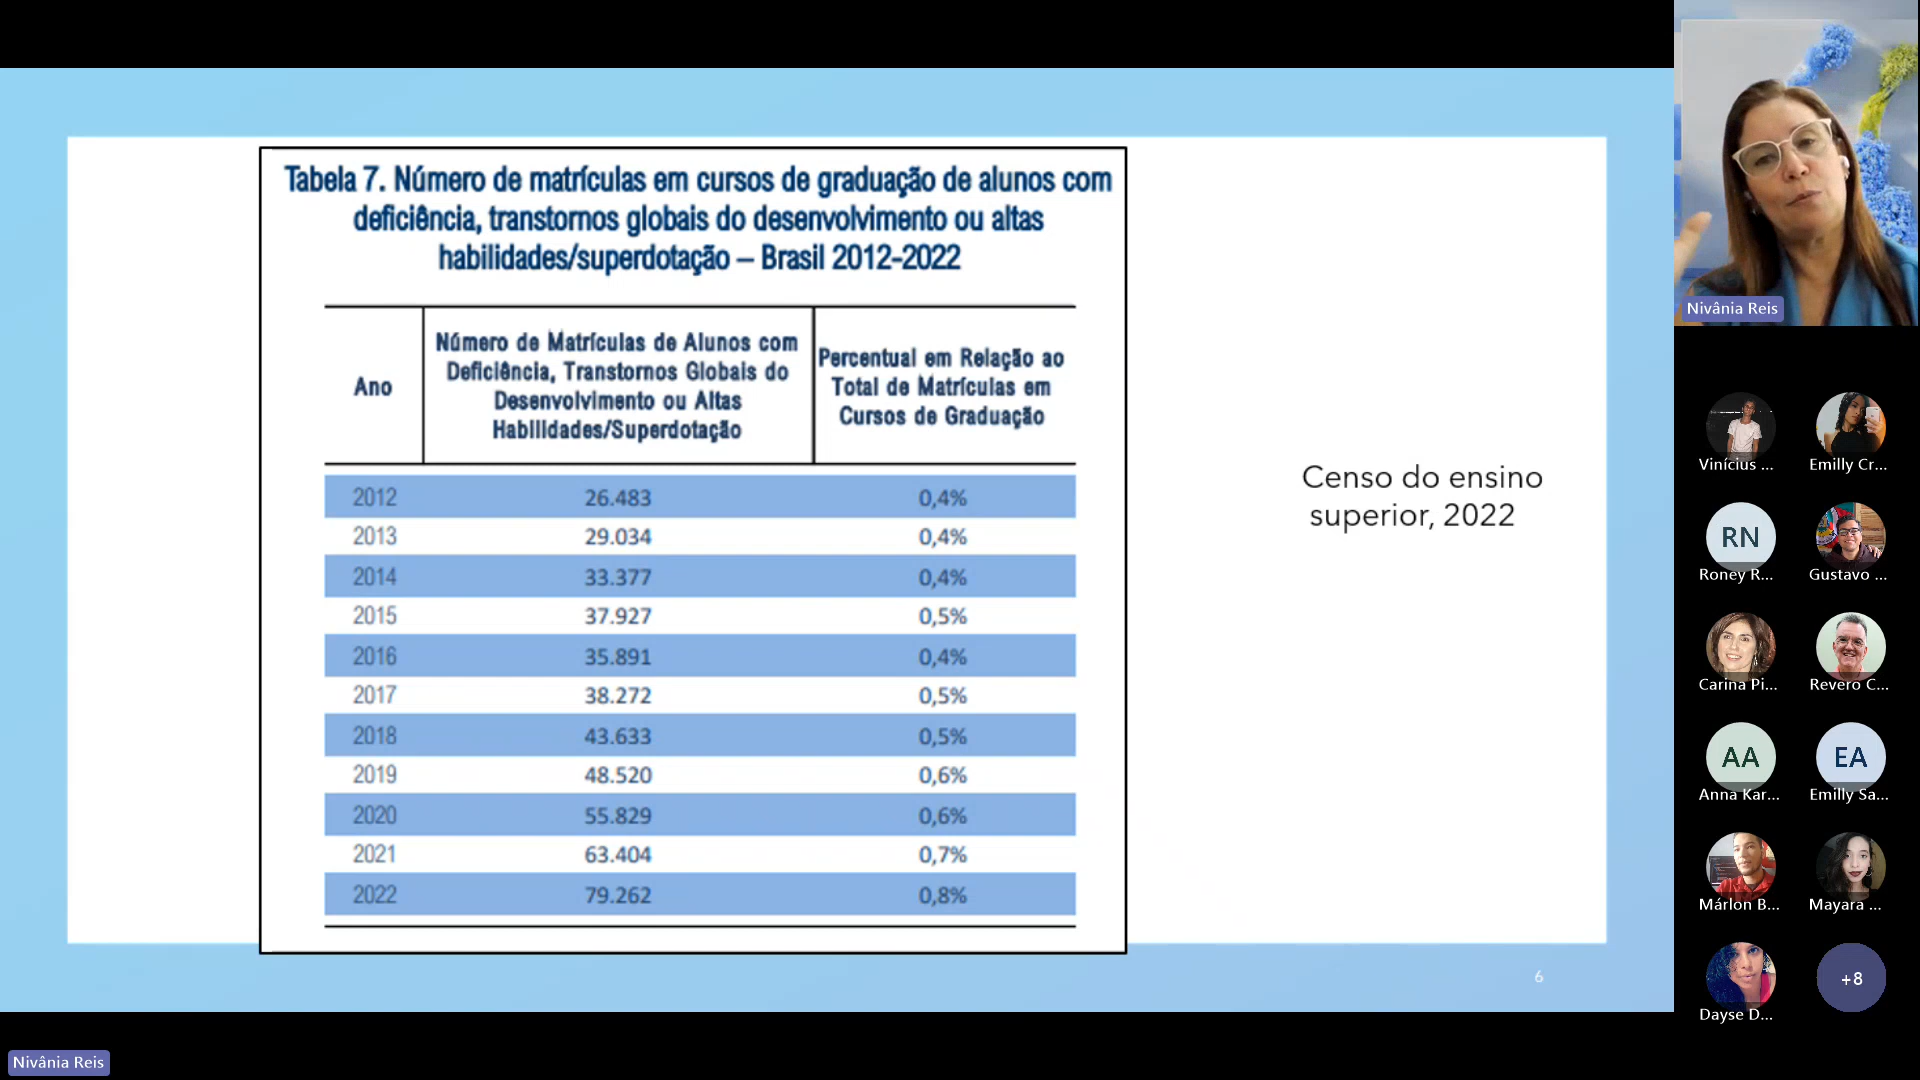 Tabela 7. Número de matrículas em cursos de graduação de alunos com
deficiência, transtornos globais do desenvolvimento ou altas
habilidades/superdotação – Brasil 2012-2022
Ano
Número de Matrículas de Alunos com
Deficiência, Transtornos Globais do
Desenvolvimento ou Altas
Habilidades/Superdotação
Percentual em Relação ao
Total de Matrículas em
Cursos de Graduação
2012 26.483 0,4%
2013 29.034 0,4%
2014 33.377 0,4%
2015 37.927 0,5%
2016 35.891 0,4%
2017 38.272 0,5%
2018 43.633 0,5%
2019 48.520 0,6%
2020 55.829 0,6%
2021 63.404 0,7%
2022 79.262 0,8%
Censo do ensino
superior, 2022
6
Nivânia Reis
Nivânia Reis
Vinícius ...
Emilly Cr...
RN
Roney R...
Gustavo ...
Carina Pi...
Revero C...
AA
Anna Kar...
EA
Emilly Sa...
Márlon B...
Mayara ...
Dayse D...
+8